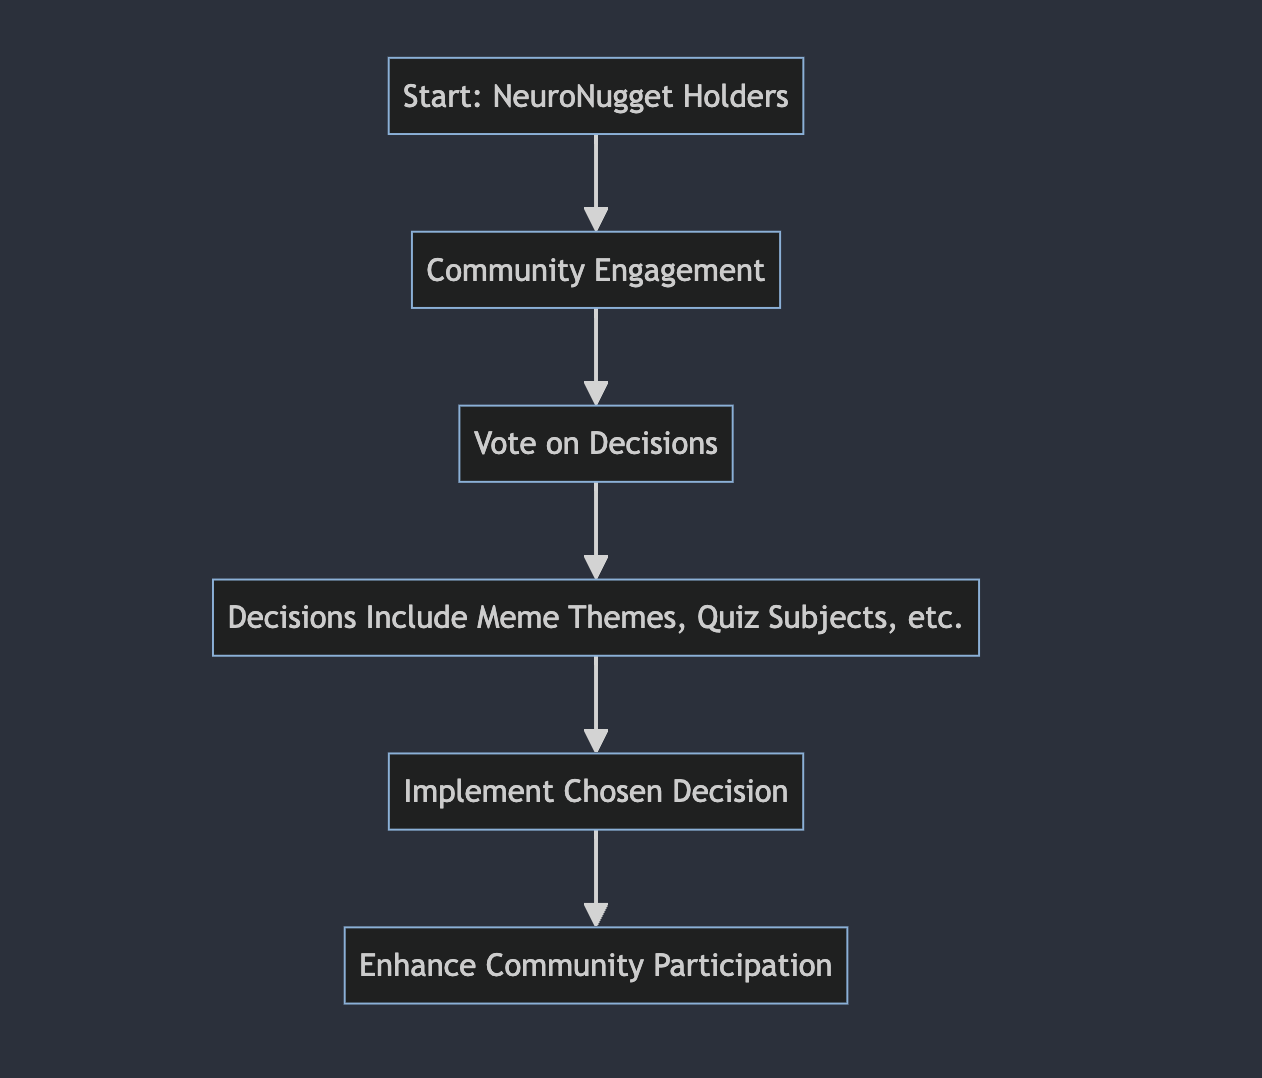 Start: NeuroNugget Holders
Community Engagement
Vote on Decisions
Decisions Include Meme Themes, Quiz Subjects, etc.
Implement Chosen Decision
Enhance Community Participation